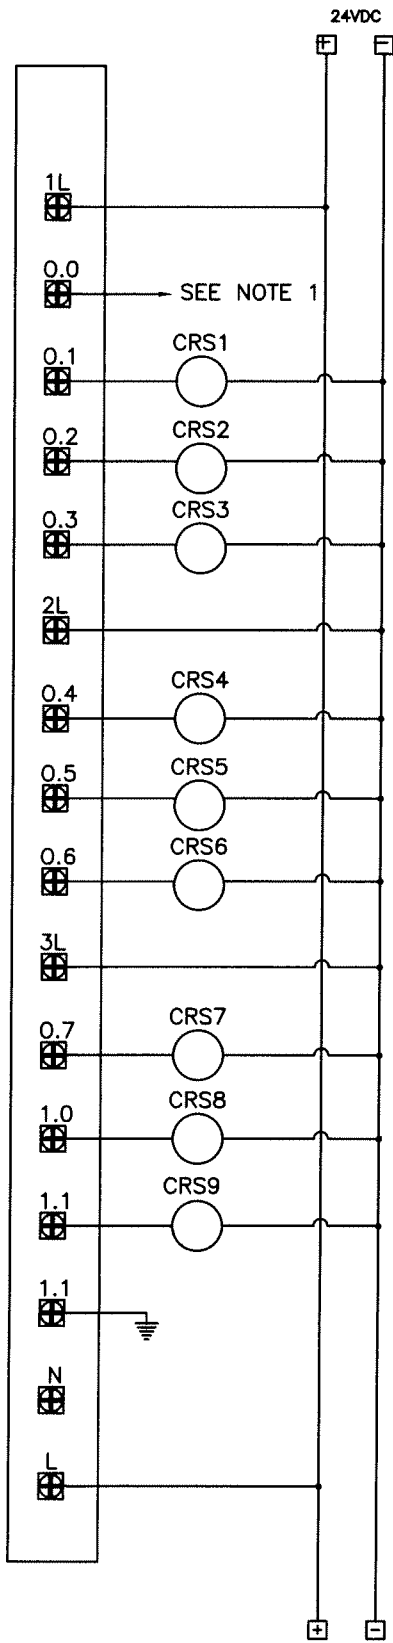 24VDC
+ −
1L
0.0 SEE NOTE 1
CRS1
0.1
CRS2
0.2
CRS3
0.3
2L
CRS4
0.4
CRS5
0.5
CRS6
0.6
3L
CRS7
0.7
CRS8
1.0
CRS9
1.1
1.1
N
L
+ −